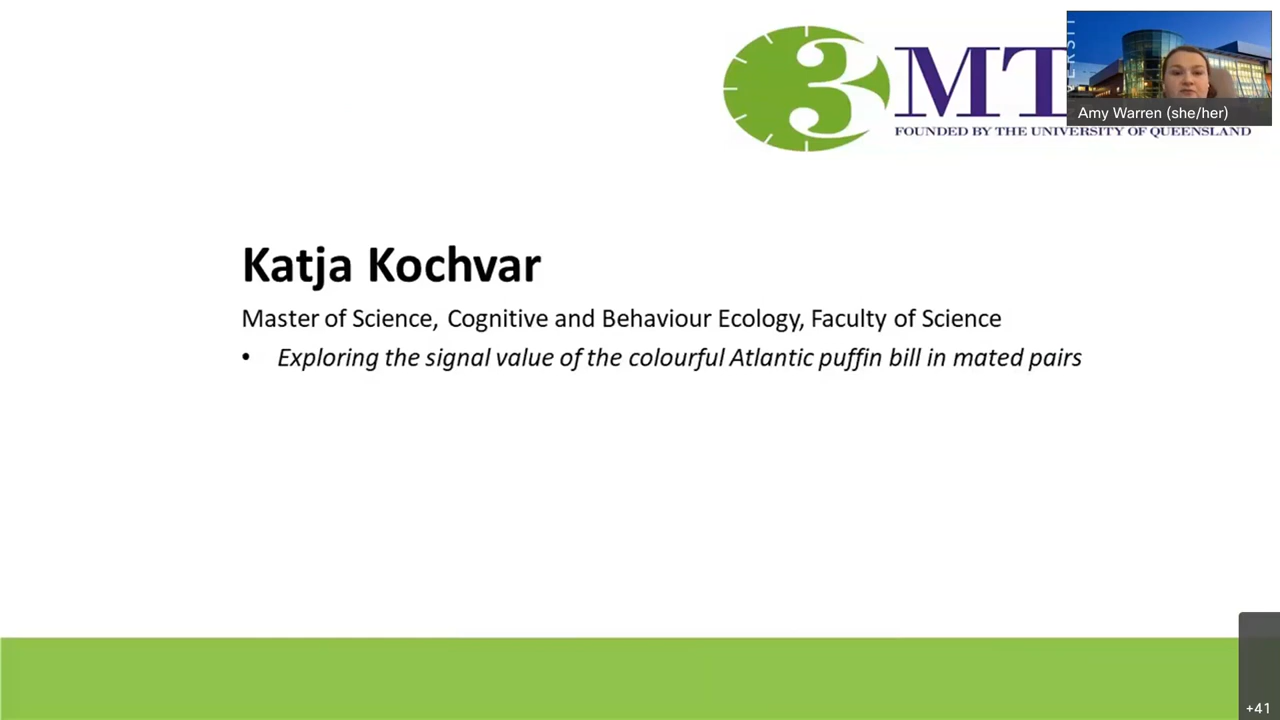 3MT
FOUNDED BY THE UNIVERSITY OF QUEENSLAND
Amy Warren (she/her)
Katja Kochvar
Master of Science, Cognitive and Behaviour Ecology, Faculty of Science
• Exploring the signal value of the colourful Atlantic puffin bill in mated pairs
+41